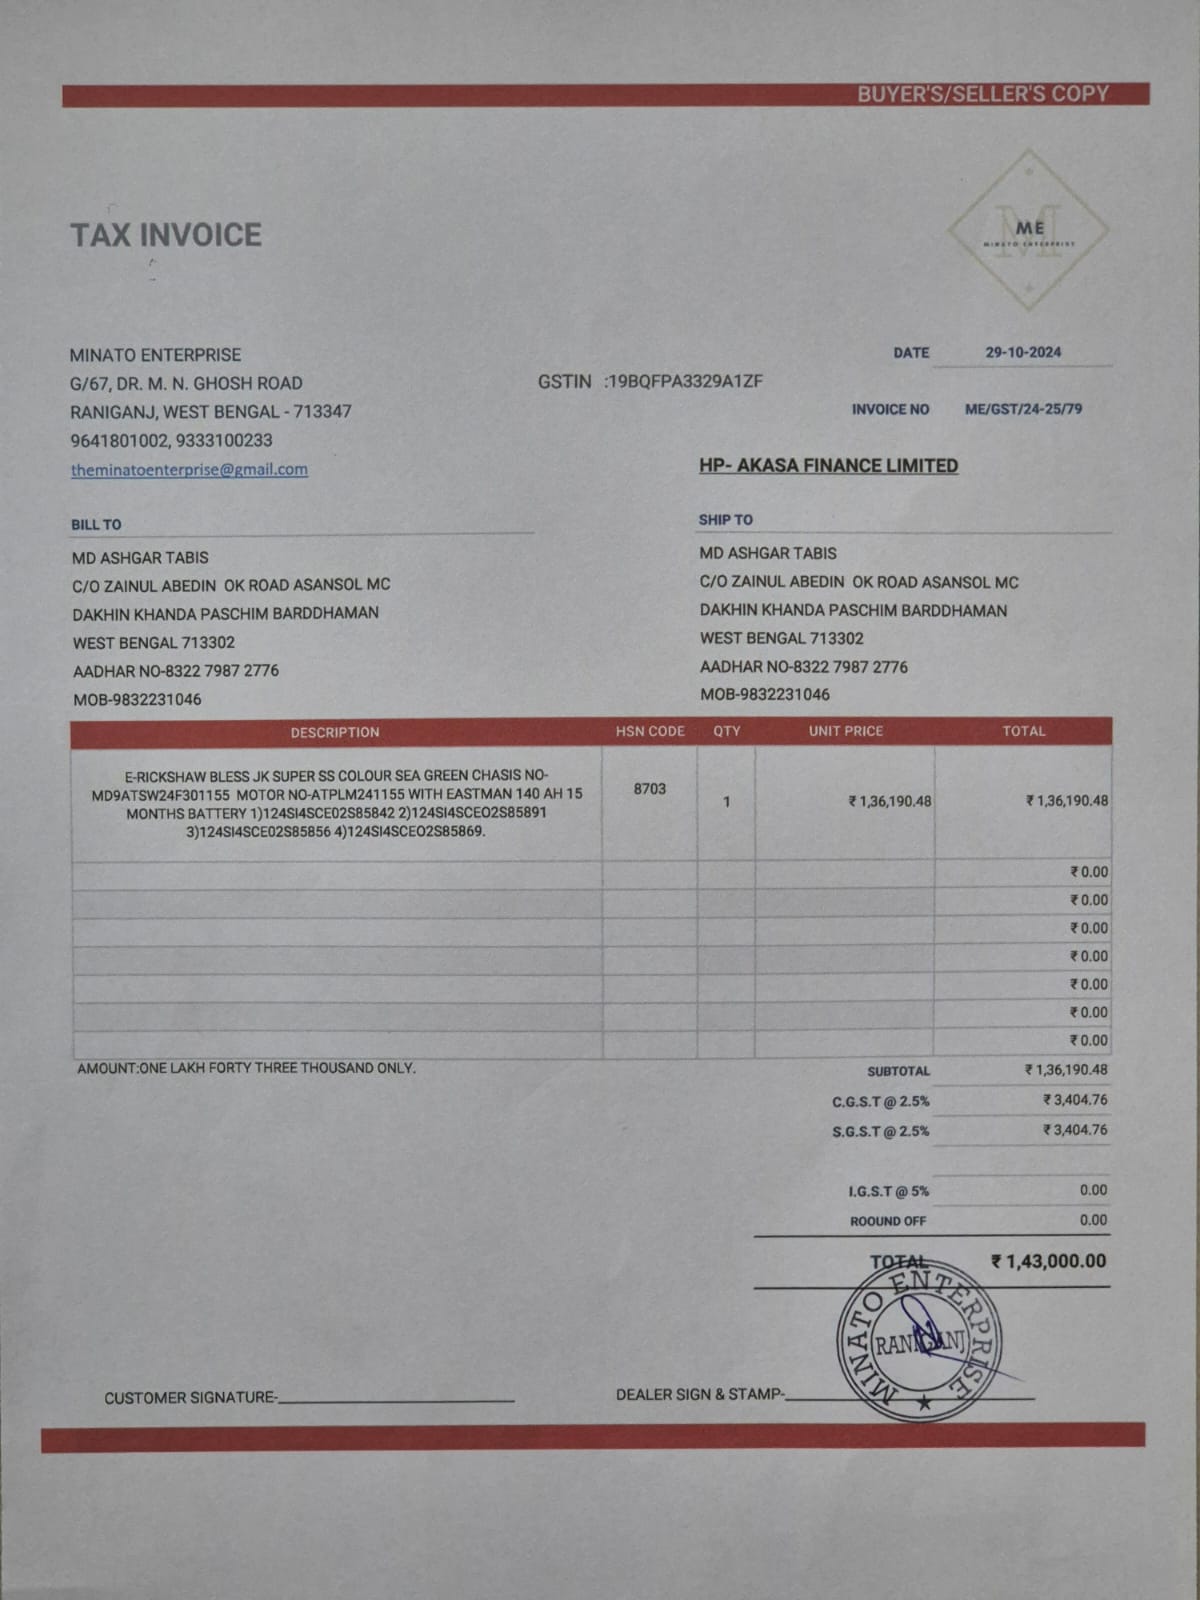 BUYER'S/SELLER'S COPY
TAX INVOICE
ME
MINATO ENTERPRISE
MINATO ENTERPRISE
G/67, DR. M. N. GHOSH ROAD
RANIGANJ, WEST BENGAL - 713347
9641801002, 9333100233
theminatoenterprise@gmail.com
GSTIN :19BQFPA3329A1ZF
DATE 29-10-2024
INVOICE NO ME/GST/24-25/79
HP- AKASA FINANCE LIMITED
BILL TO
MD ASHGAR TABIS
C/O ZAINUL ABEDIN OK ROAD ASANSOL MC
DAKHIN KHANDA PASCHIM BARDDHAMAN
WEST BENGAL 713302
AADHAR NO-8322 7987 2776
MOB-9832231046
SHIP TO
MD ASHGAR TABIS
C/O ZAINUL ABEDIN OK ROAD ASANSOL MC
DAKHIN KHANDA PASCHIM BARDDHAMAN
WEST BENGAL 713302
AADHAR NO-8322 7987 2776
MOB-9832231046
DESCRIPTION HSN CODE QTY UNIT PRICE TOTAL
E-RICKSHAW BLESS JK SUPER SS COLOUR SEA GREEN CHASIS NO-
MD9ATSW24F301155 MOTOR NO-ATPLM241155 WITH EASTMAN 140 AH 15
MONTHS BATTERY 1)124SI4SCE02S85842 2)124SI4SCEO2S85891
3)124SI4SCE02S85856 4)124SI4SCEO2S85869.
8703 1 ₹ 1,36,190.48 ₹ 1,36,190.48
₹ 0.00
₹ 0.00
₹ 0.00
₹ 0.00
₹ 0.00
₹ 0.00
₹ 0.00
AMOUNT:ONE LAKH FORTY THREE THOUSAND ONLY.
SUBTOTAL ₹ 1,36,190.48
C.G.S.T @ 2.5% ₹ 3,404.76
S.G.S.T @ 2.5% ₹ 3,404.76
I.G.S.T @ 5% 0.00
ROOUND OFF 0.00
TOTAL ₹ 1,43,000.00
MINATO ENTERPRISE
RANIGANJ
CUSTOMER SIGNATURE-
DEALER SIGN & STAMP-